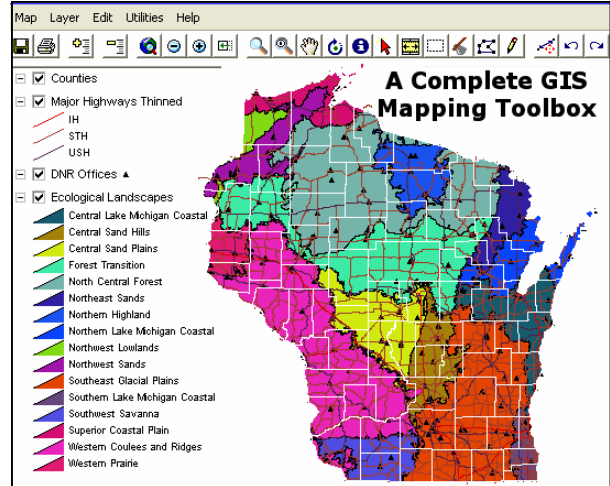 Map Layer Edit Utilities Help
Counties
A Complete GIS
Mapping Toolbox
Major Highways Thinned
IH
STH
USH
DNR Offices ▲
Ecological Landscapes
Central Lake Michigan Coastal
Central Sand Hills
Central Sand Plains
Forest Transition
North Central Forest
Northeast Sands
Northern Highland
Northern Lake Michigan Coastal
Northwest Lowlands
Northwest Sands
Southeast Glacial Plains
Southern Lake Michigan Coastal
Southwest Savanna
Superior Coastal Plain
Western Coulees and Ridges
Western Prairie